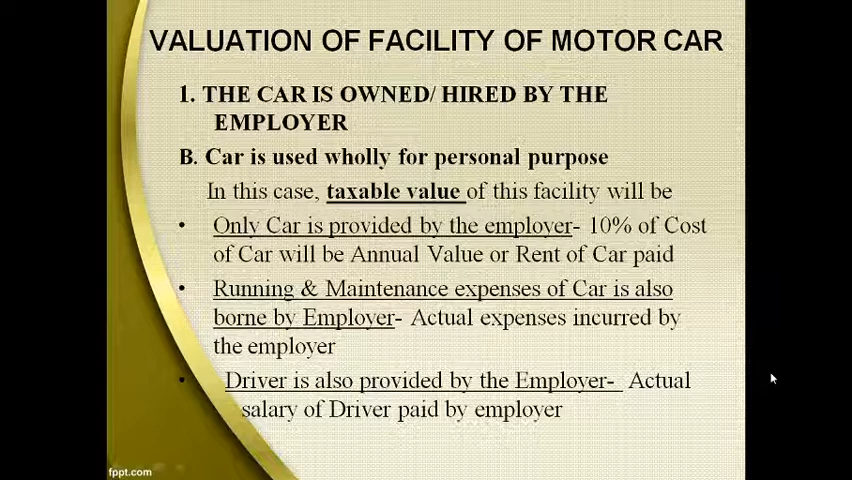 VALUATION OF FACILITY OF MOTOR CAR
1. THE CAR IS OWNED/ HIRED BY THE
EMPLOYER
B. Car is used wholly for personal purpose
In this case, taxable value of this facility will be
• Only Car is provided by the employer- 10% of Cost
of Car will be Annual Value or Rent of Car paid
• Running & Maintenance expenses of Car is also
borne by Employer- Actual expenses incurred by
the employer
• Driver is also provided by the Employer- Actual
salary of Driver paid by employer
fppt.com